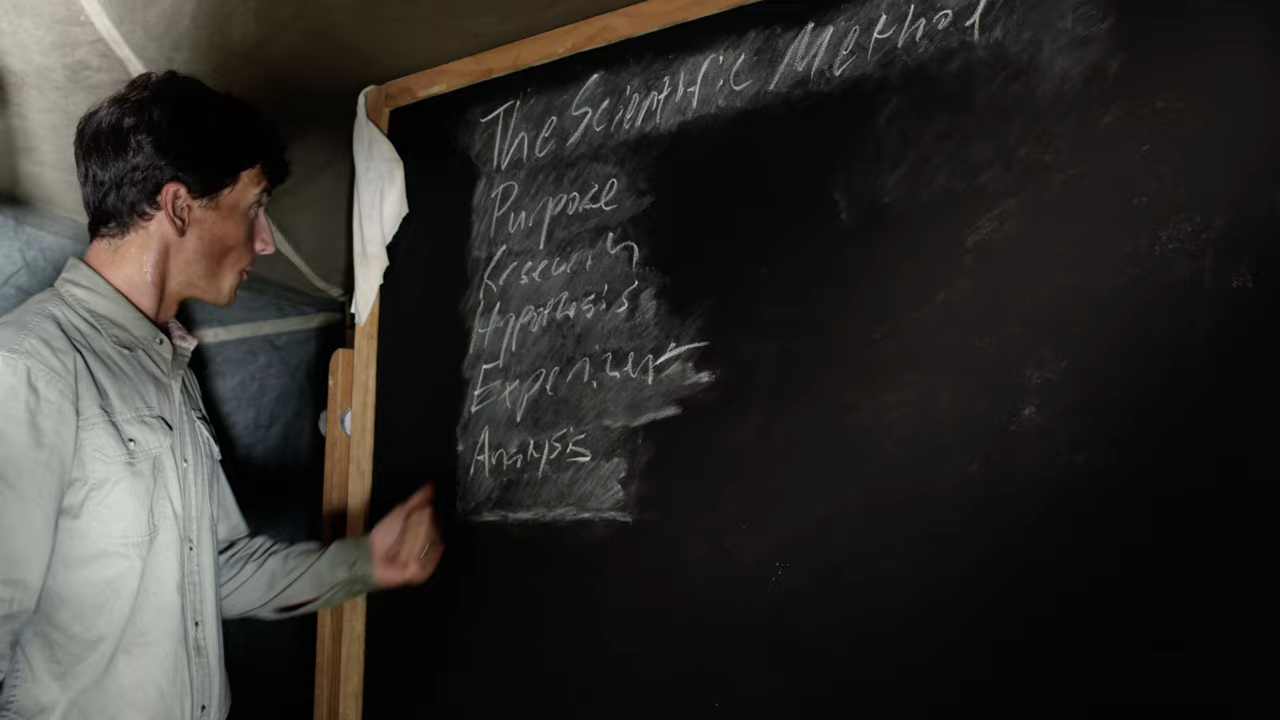 The Scientific Method
Purpose
Research
Hypothesis
Experiment
Analysis